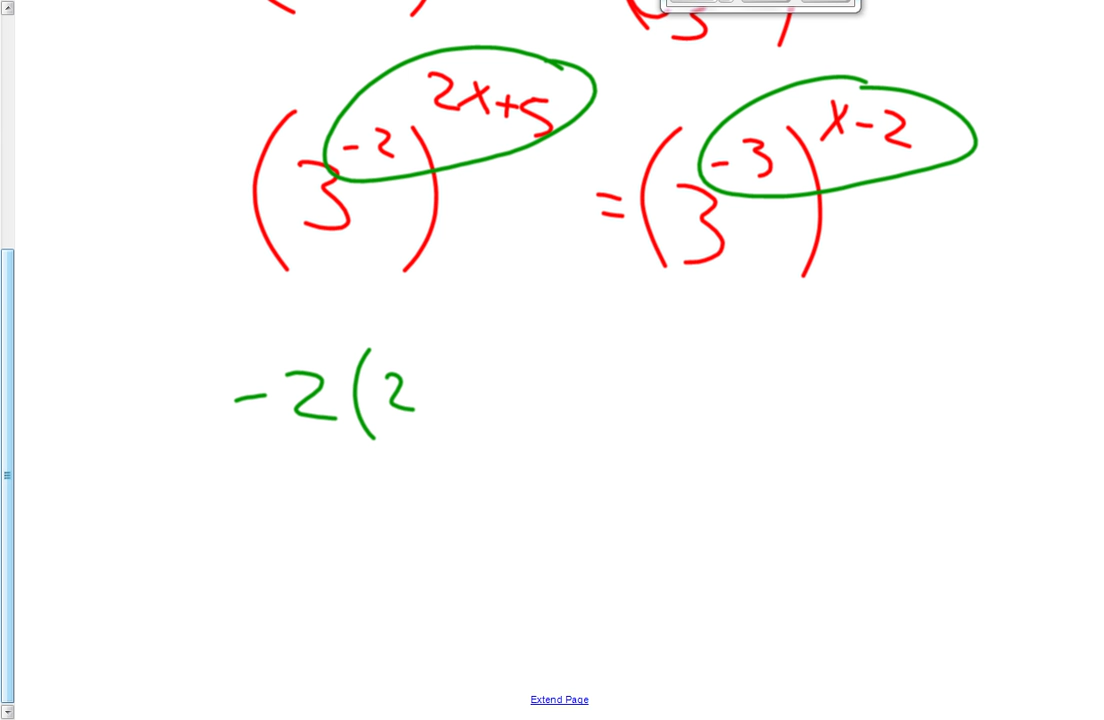 (3^-2)^2x+5 = (3^-3)^x-2
-2(2
Extend Page